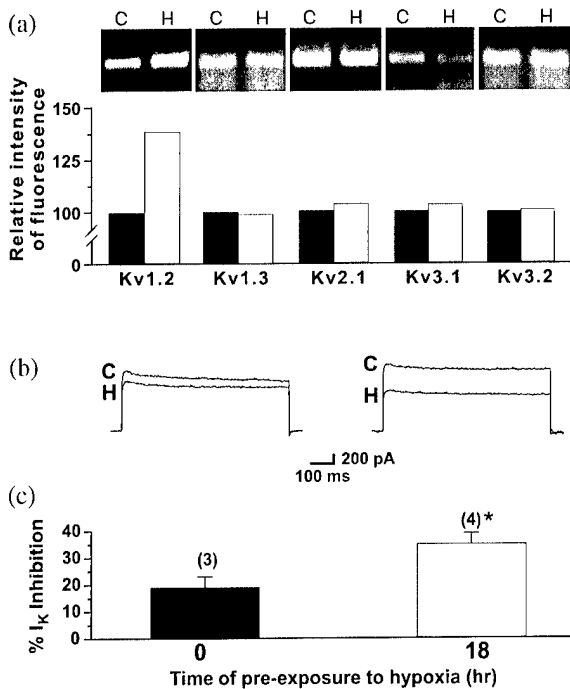 (a)
C H C H C H C H C H
Relative intensity
of fluorescence
150
125
100
0
Kv1.2 Kv1.3 Kv2.1 Kv3.1 Kv3.2
(b)
C
H
C
H
200 pA
100 ms
(c)
% IK Inhibition
40
30
20
10
0
(3)
(4)*
0 18
Time of pre-exposure to hypoxia (hr)